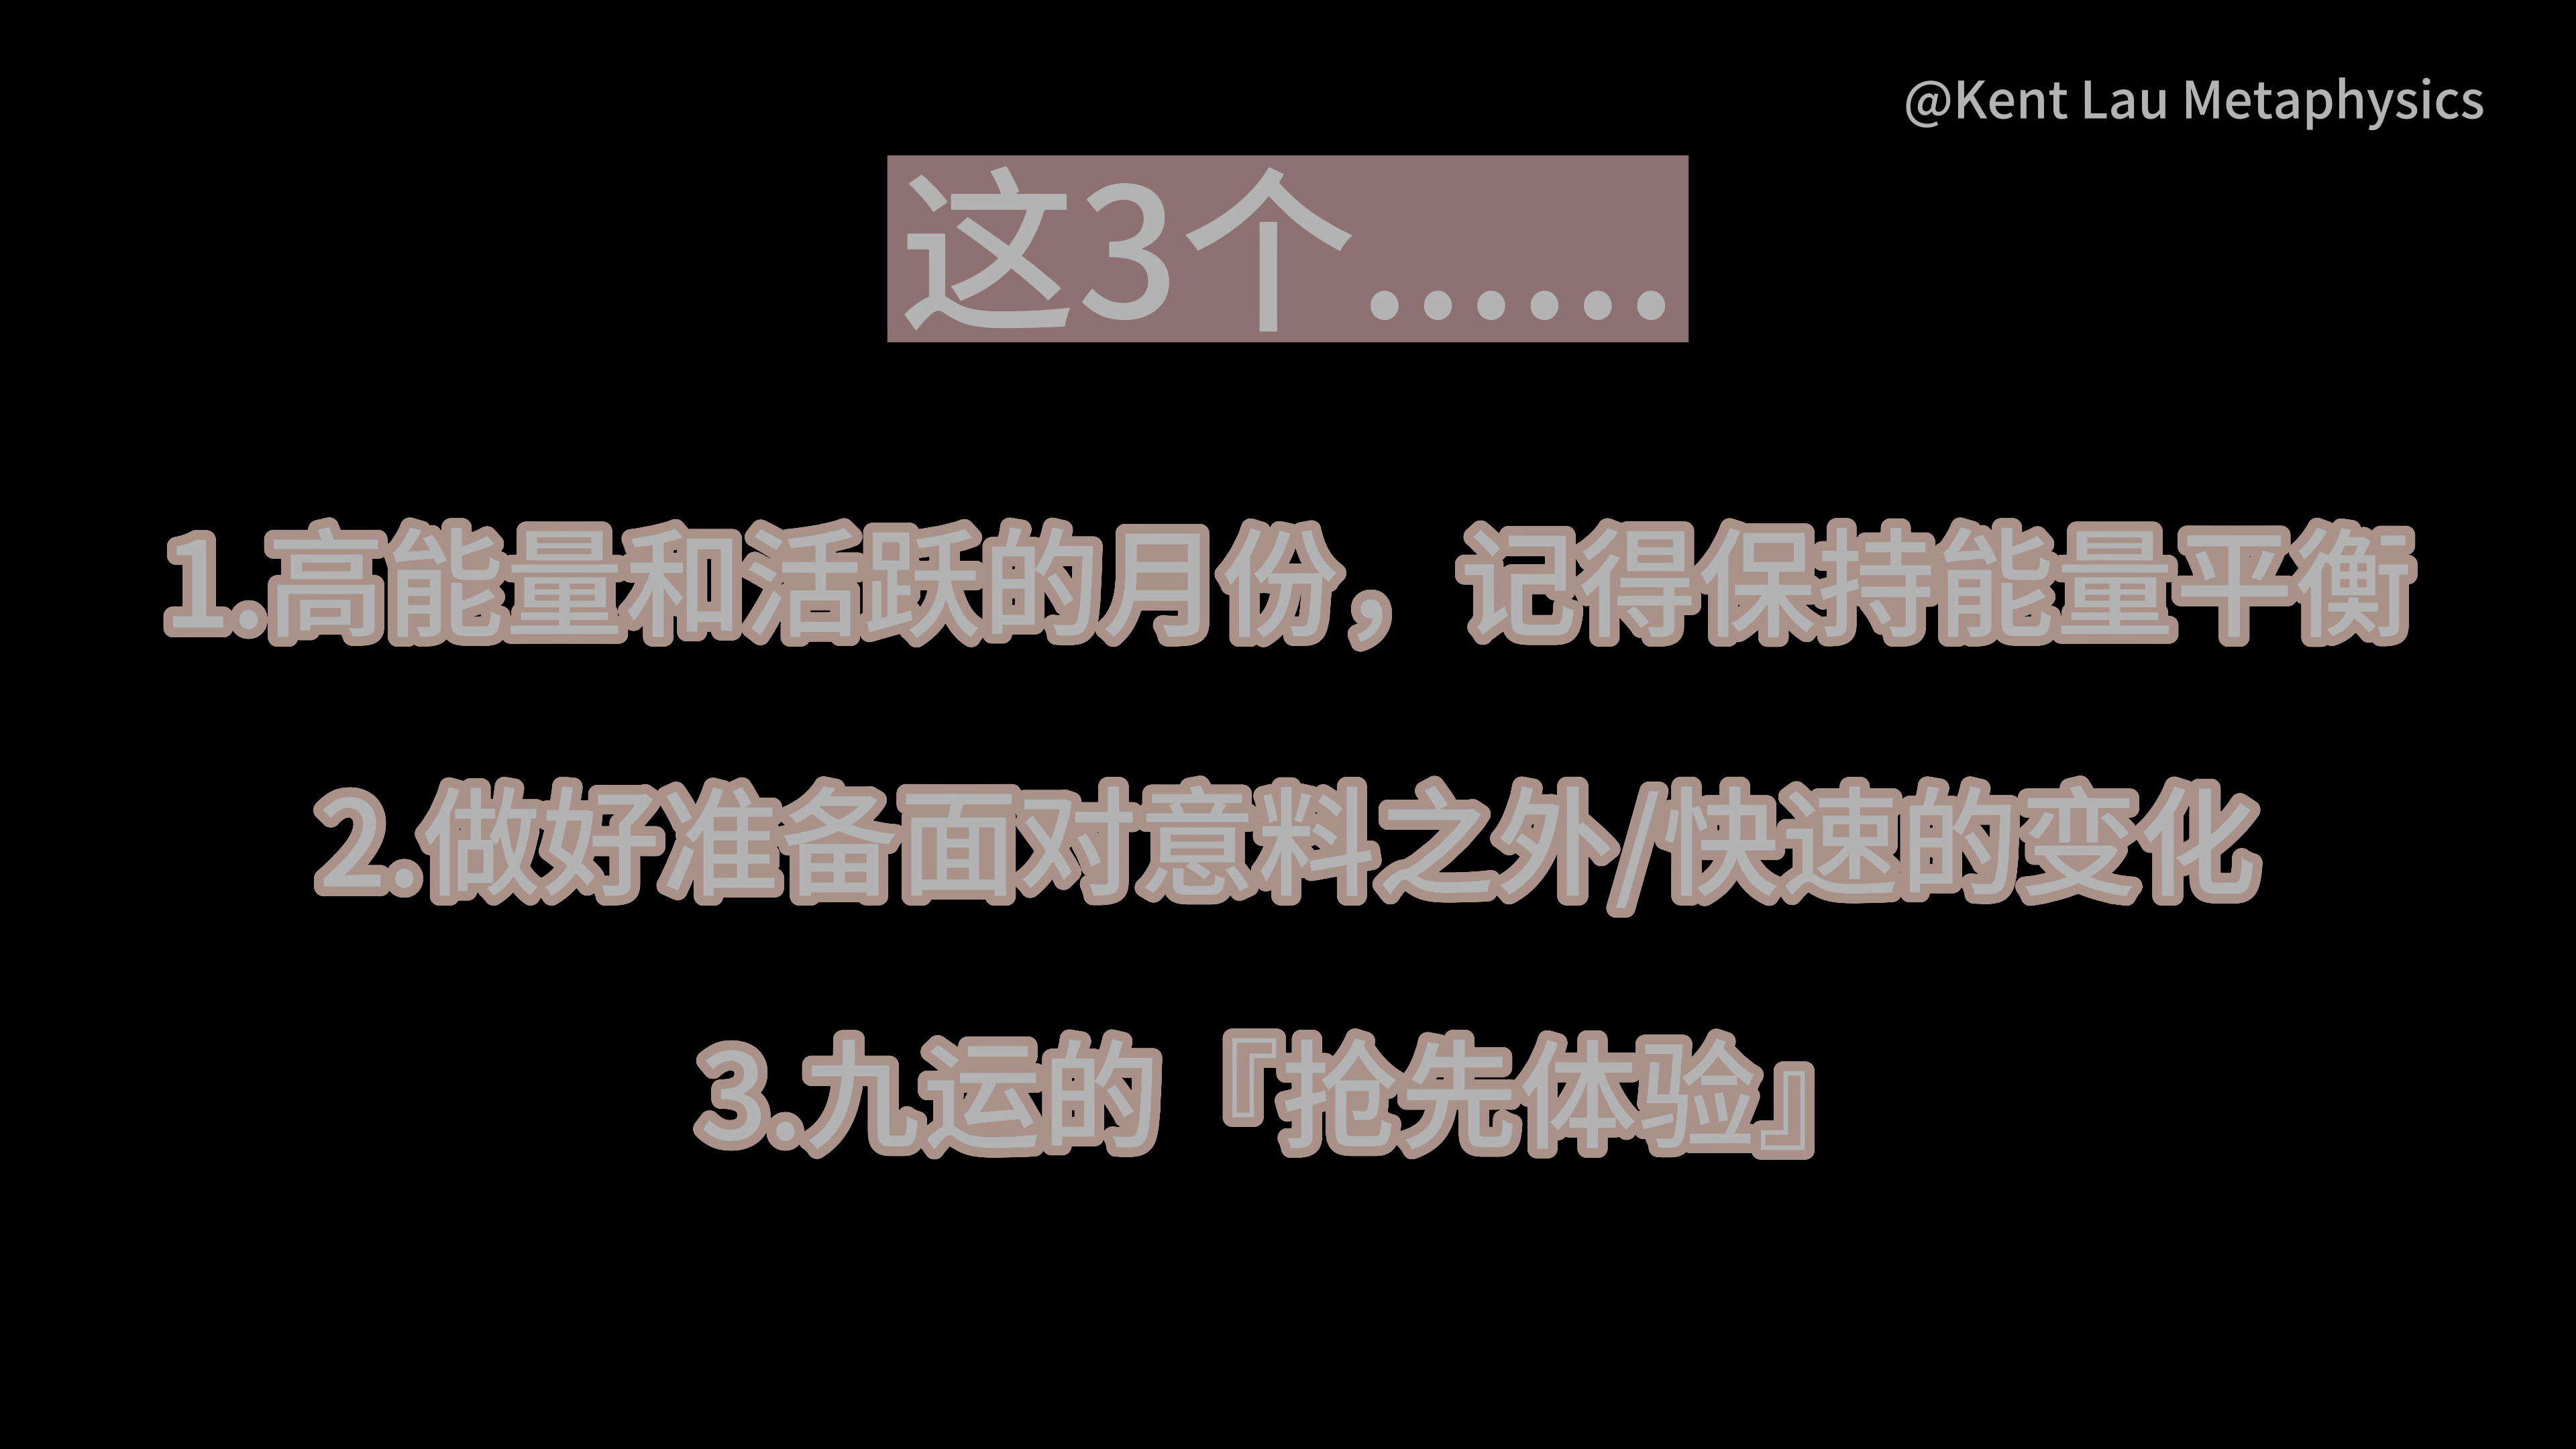 @Kent Lau Metaphysics
这3个......
1.高能量和活跃的月份，记得保持能量平衡
2.做好准备面对意料之外/快速的变化
3.九运的『抢先体验』